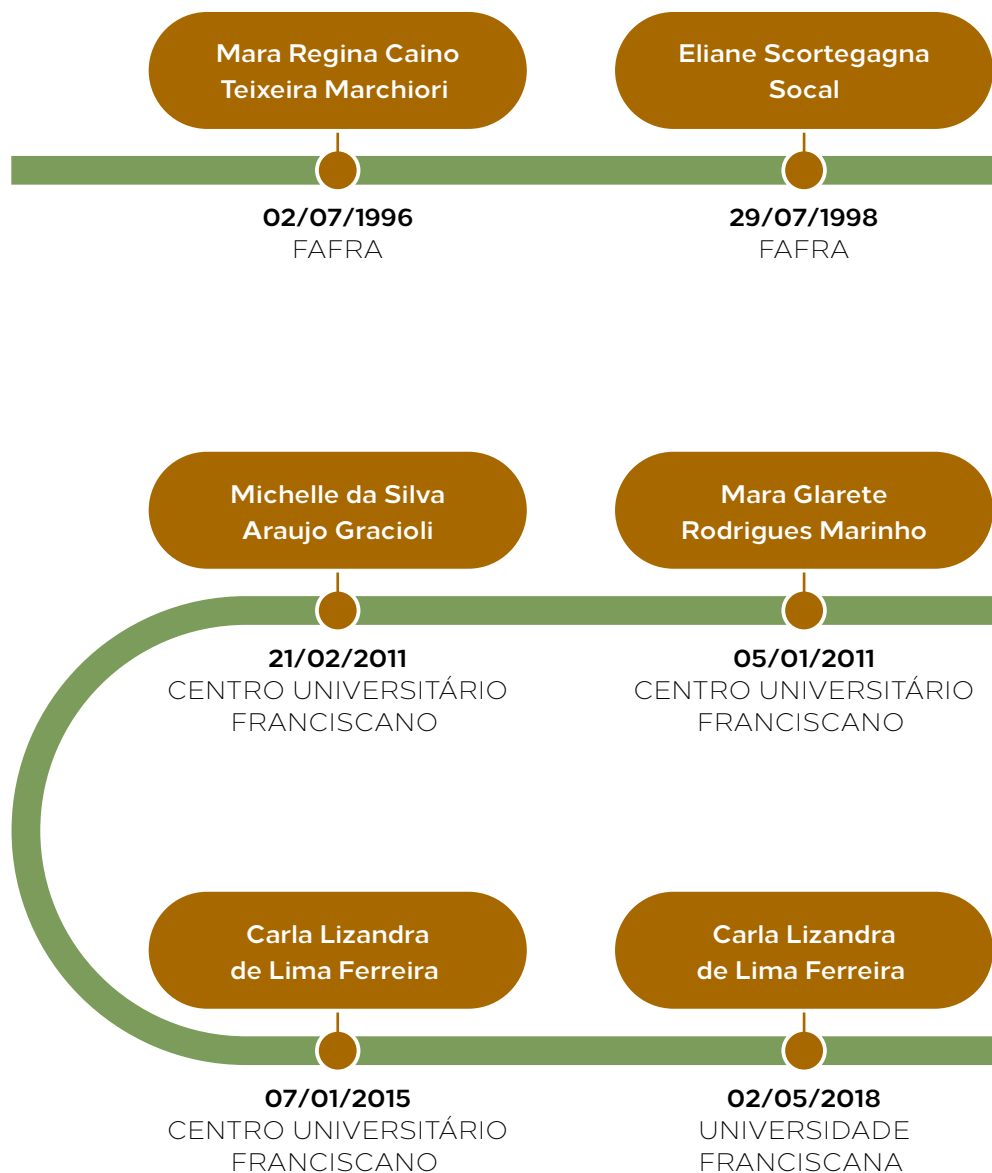 Mara Regina Caino
Teixeira Marchiori
02/07/1996
FAFRA
Eliane Scortegagna
Socal
29/07/1998
FAFRA
Michelle da Silva
Araujo Gracioli
21/02/2011
CENTRO UNIVERSITÁRIO
FRANCISCANO
Mara Glarete
Rodrigues Marinho
05/01/2011
CENTRO UNIVERSITÁRIO
FRANCISCANO
Carla Lizandra
de Lima Ferreira
07/01/2015
CENTRO UNIVERSITÁRIO
FRANCISCANO
Carla Lizandra
de Lima Ferreira
02/05/2018
UNIVERSIDADE
FRANCISCANA